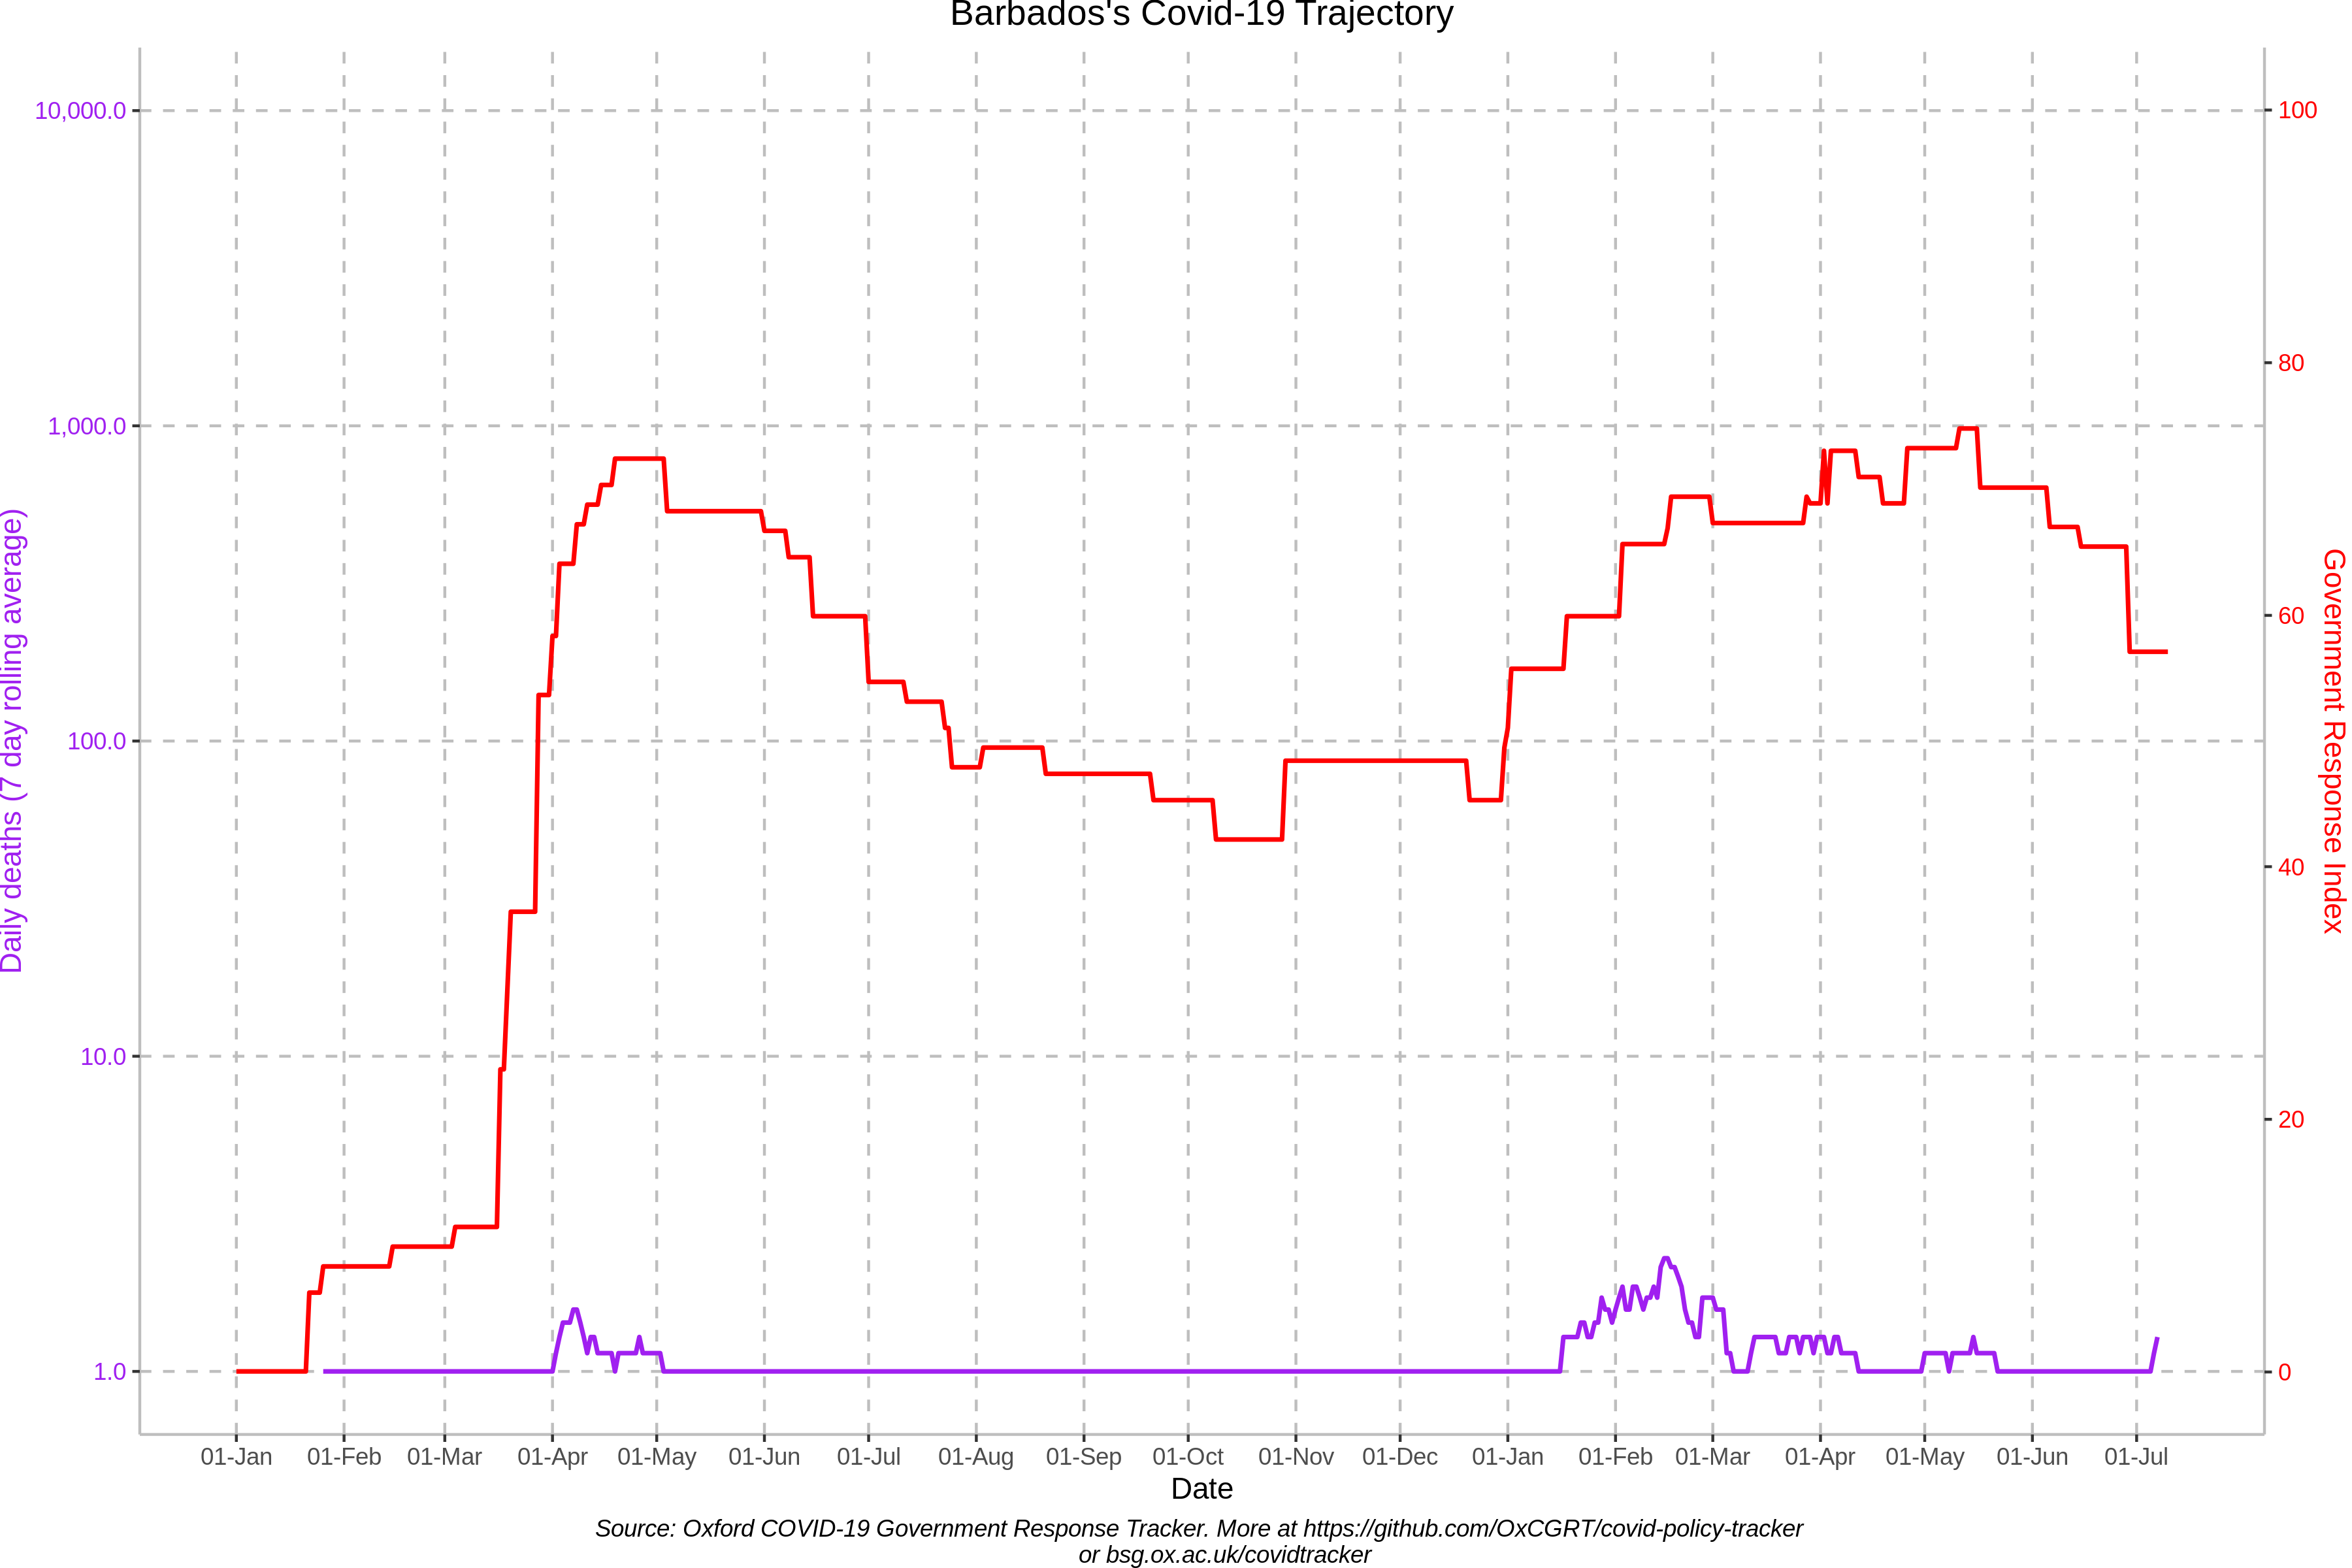 Barbados's Covid-19 Trajectory
10,000.0
1,000.0
100.0
10.0
1.0
Daily deaths (7 day rolling average)
100
80
60
40
20
0
Government Response Index
01-Jan 01-Feb 01-Mar 01-Apr 01-May 01-Jun 01-Jul 01-Aug 01-Sep 01-Oct 01-Nov 01-Dec 01-Jan 01-Feb 01-Mar 01-Apr 01-May 01-Jun 01-Jul
Date
Source: Oxford COVID-19 Government Response Tracker. More at https://github.com/OxCGRT/covid-policy-tracker
or bsg.ox.ac.uk/covidtracker